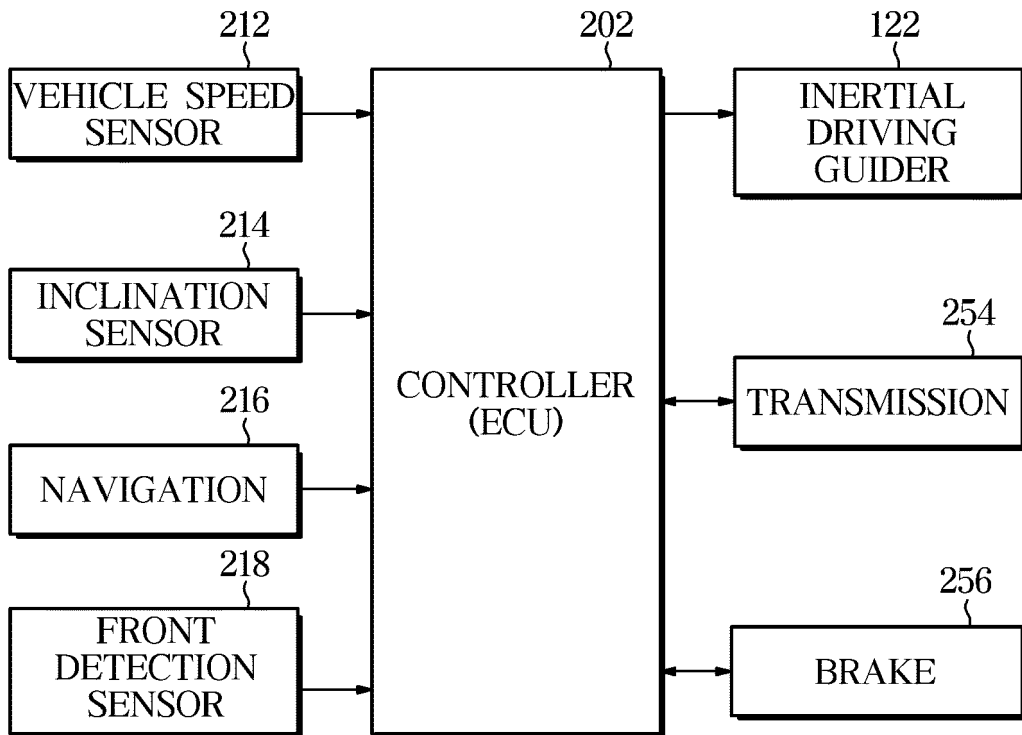 212
VEHICLE SPEED
SENSOR
214
INCLINATION
SENSOR
216
NAVIGATION
218
FRONT
DETECTION
SENSOR
202
CONTROLLER
(ECU)
122
INERTIAL
DRIVING
GUIDER
254
TRANSMISSION
256
BRAKE